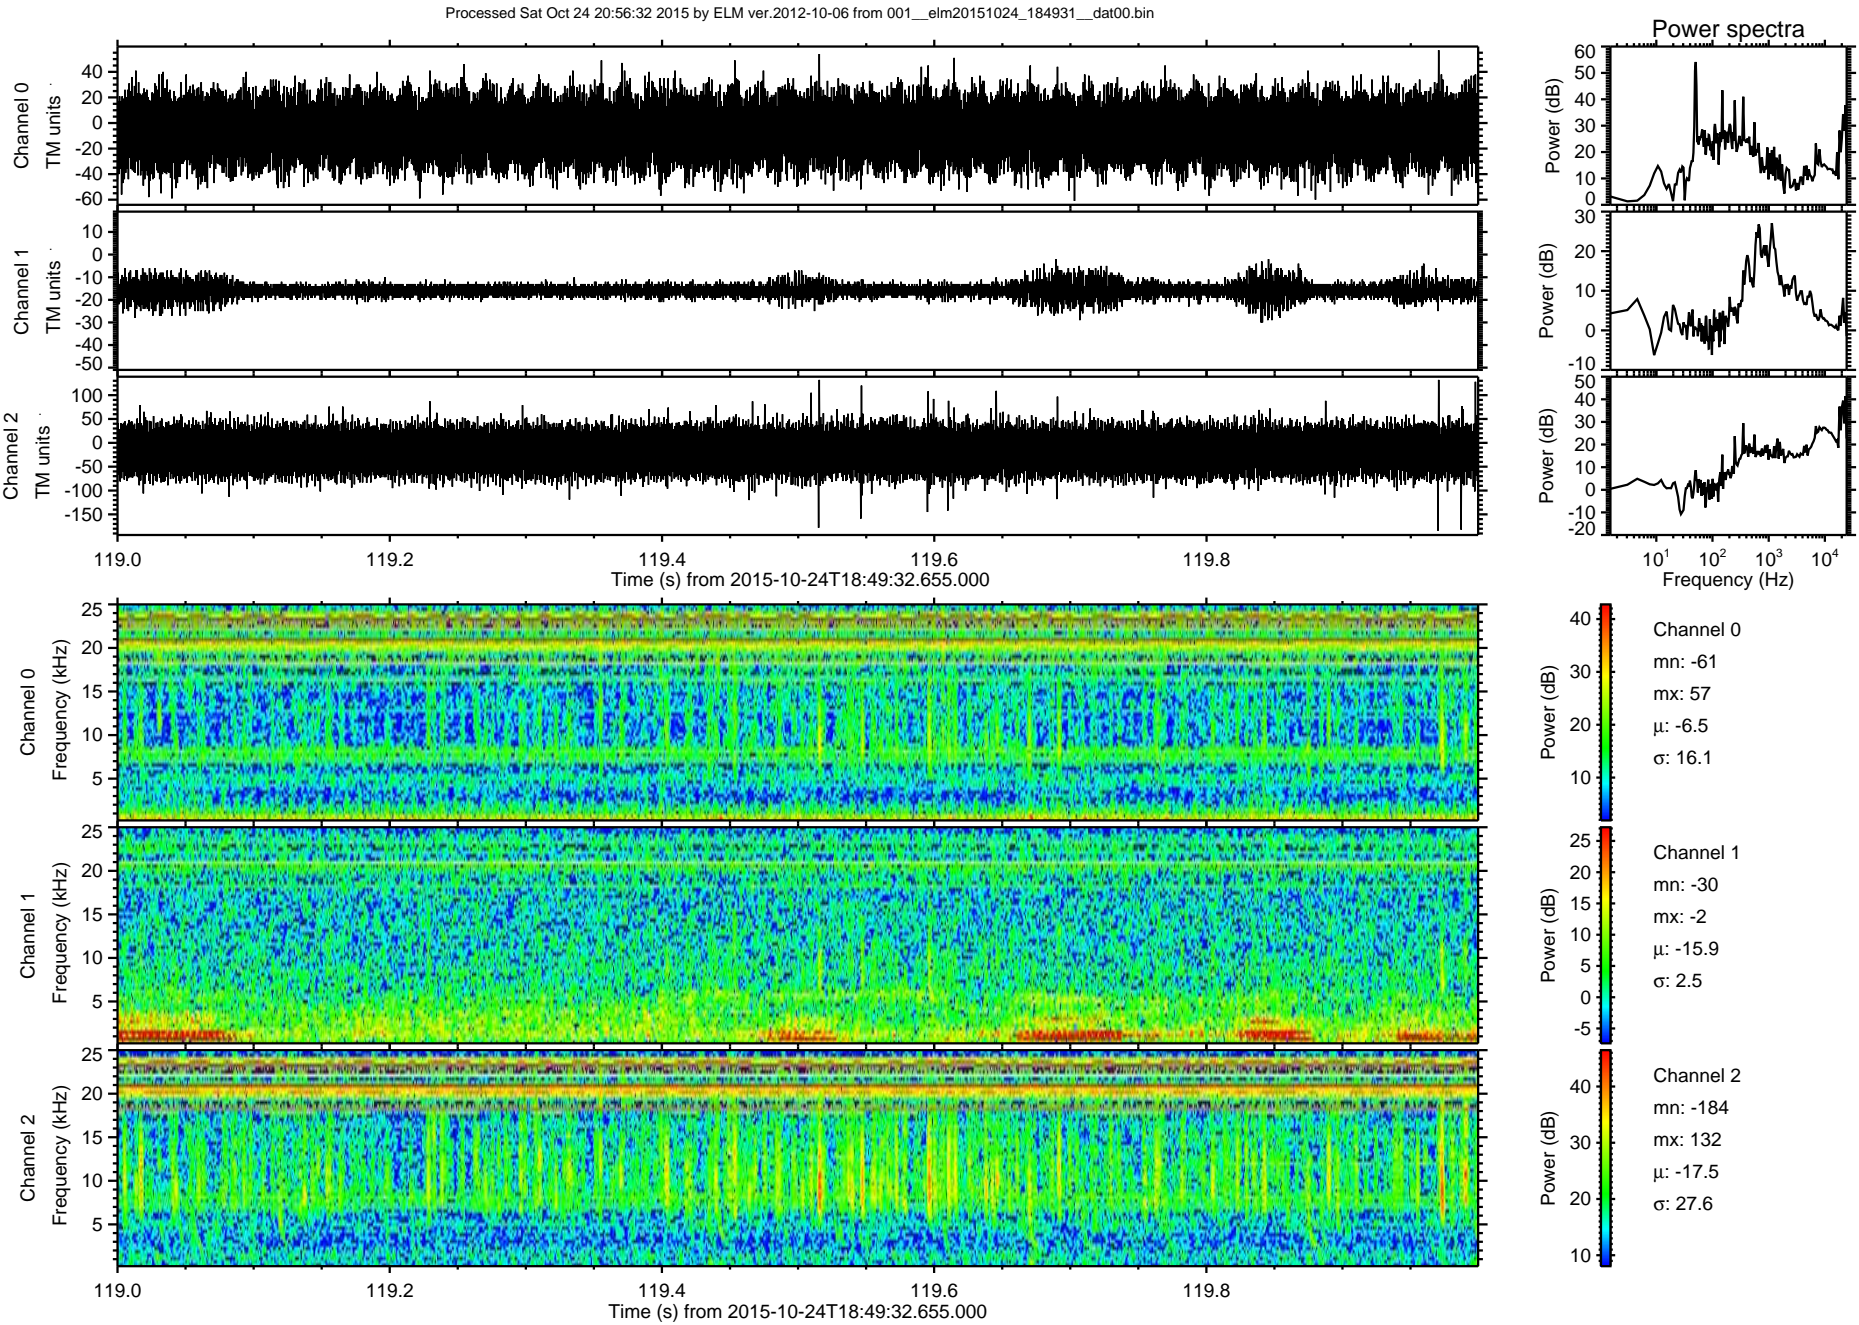 Processed Sat Oct 24 20:56:32 2015 by ELM ver.2012-10-06 from 001__elm20151024_184931__dat00.bin
Power spectra
Channel 0
TM units
40
20
0
-20
-40
-60
Power (dB)
60
50
40
30
20
10
0
Channel 1
TM units
10
0
-10
-20
-30
-40
-50
Power (dB)
30
20
10
0
-10
Channel 2
TM units
100
50
0
-50
-100
-150
Power (dB)
50
40
30
20
10
0
-10
-20
119.0 119.2 119.4 119.6 119.8
Time (s) from 2015-10-24T18:49:32.655.000
10^1 10^2 10^3 10^4
Frequency (Hz)
Channel 0
Frequency (kHz)
25
20
15
10
5
Power (dB)
40
30
20
10
Channel 0
mn: -61
mx: 57
μ: -6.5
σ: 16.1
Channel 1
Frequency (kHz)
25
20
15
10
5
Power (dB)
25
20
15
10
5
0
-5
Channel 1
mn: -30
mx: -2
μ: -15.9
σ: 2.5
Channel 2
Frequency (kHz)
25
20
15
10
5
Power (dB)
40
30
20
10
Channel 2
mn: -184
mx: 132
μ: -17.5
σ: 27.6
119.0 119.2 119.4 119.6 119.8
Time (s) from 2015-10-24T18:49:32.655.000